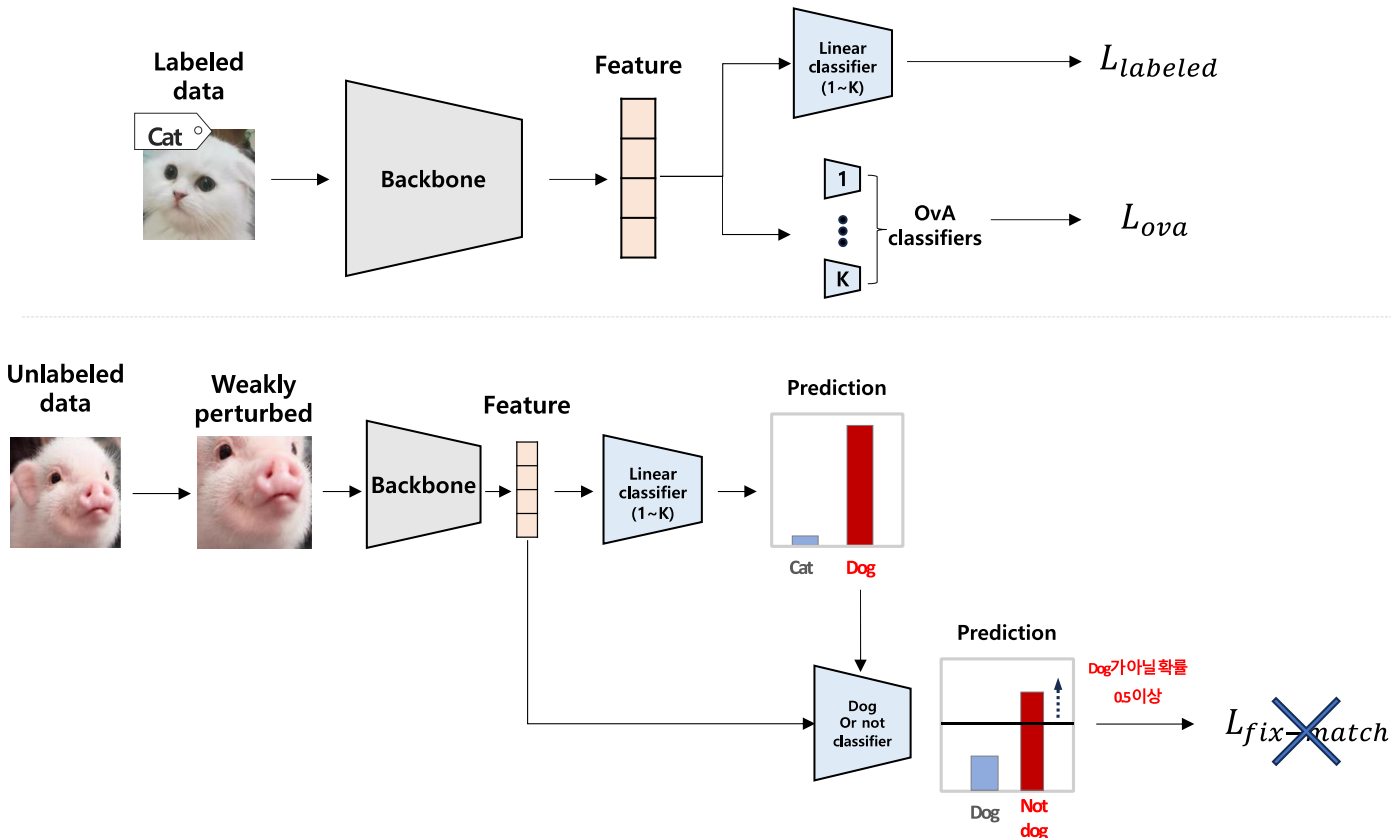 Labeled
data
Cat
Backbone
Feature
Linear
classifier
(1~K)
L_labeled
1
K
OvA
classifiers
L_ova
Unlabeled
data
Weakly
perturbed
Backbone
Feature
Linear
classifier
(1~K)
Prediction
Cat
Dog
Dog
Or not
classifier
Prediction
Dog
Not
dog
Dog가 아닐 확률
0.5 이상
L_fix-match